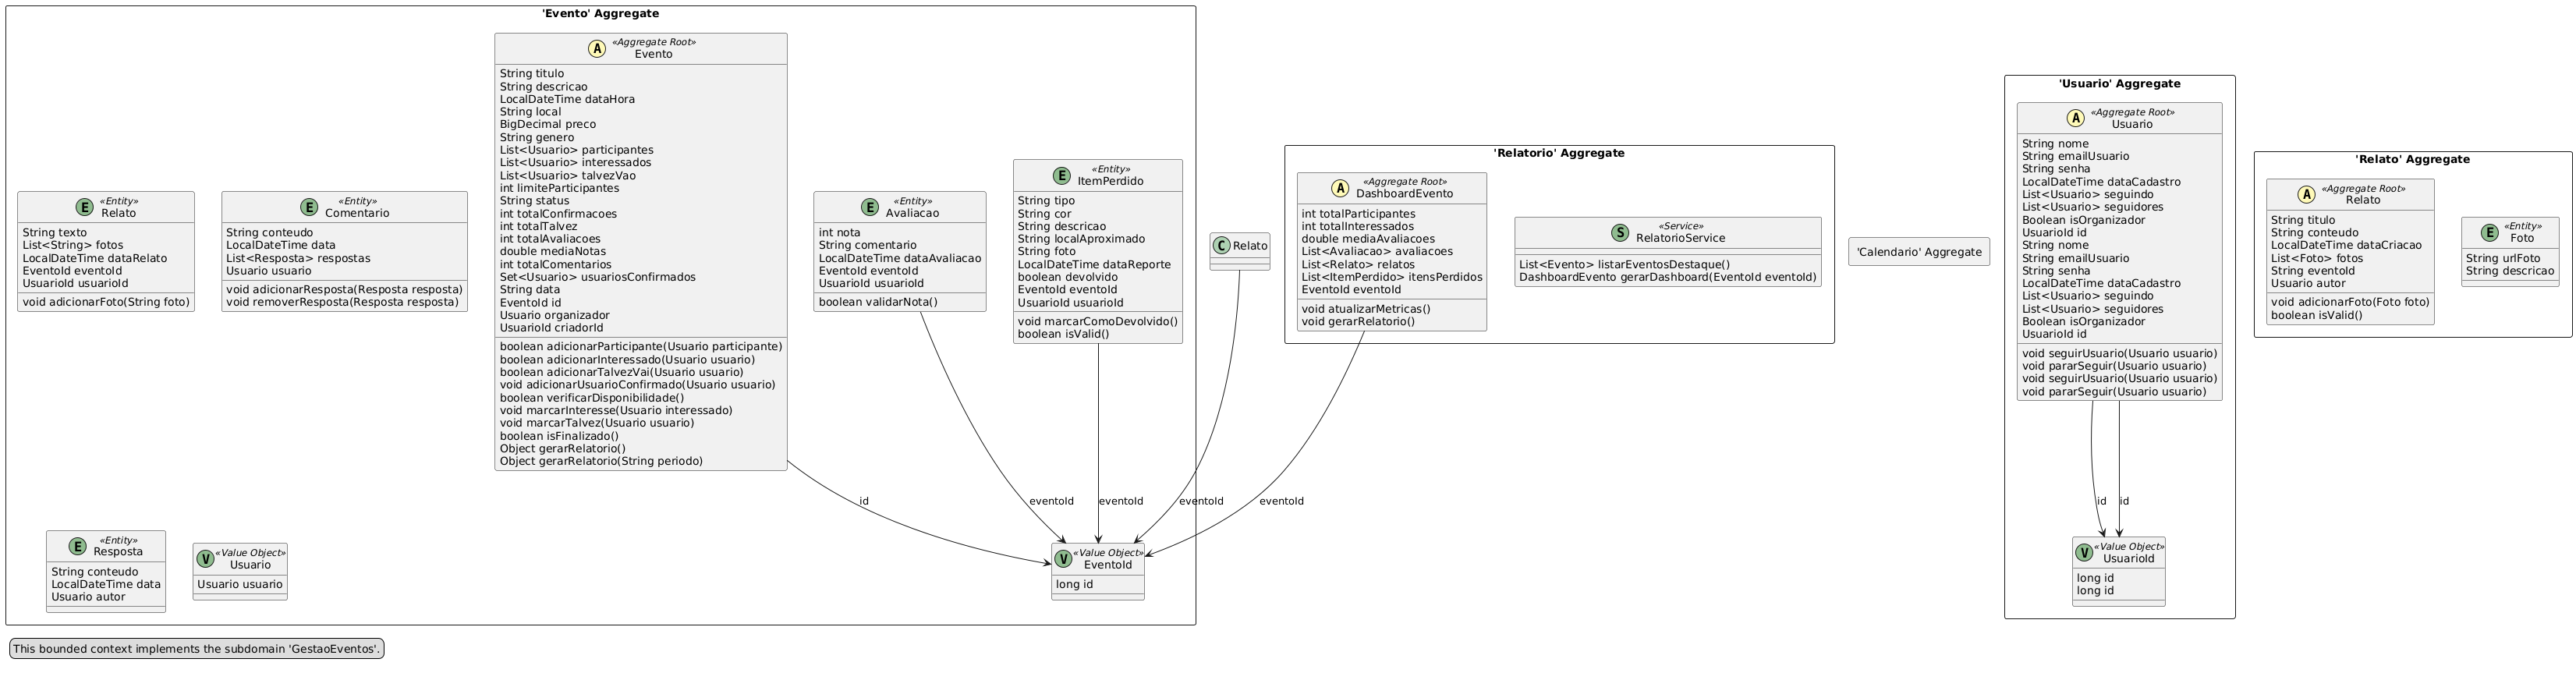 'Evento' Aggregate
A
«Aggregate Root»
Evento
String titulo
String descricao
LocalDateTime dataHora
String local
BigDecimal preco
String genero
List<Usuario> participantes
List<Usuario> interessados
List<Usuario> talvezVao
int limiteParticipantes
String status
int totalConfirmacoes
int totalTalvez
int totalAvaliacoes
double mediaNotas
int totalComentarios
Set<Usuario> usuariosConfirmados
String data
EventoId id
Usuario organizador
UsuarioId criadorId
boolean adicionarParticipante(Usuario participante)
boolean adicionarInteressado(Usuario usuario)
boolean adicionarTalvezVai(Usuario usuario)
void adicionarUsuarioConfirmado(Usuario usuario)
boolean verificarDisponibilidade()
void marcarInteresse(Usuario interessado)
void marcarTalvez(Usuario usuario)
boolean isFinalizado()
Object gerarRelatorio()
Object gerarRelatorio(String periodo)
E
«Entity»
Relato
String texto
List<String> fotos
LocalDateTime dataRelato
EventoId eventoId
UsuarioId usuarioId
void adicionarFoto(String foto)
E
«Entity»
Comentario
String conteudo
LocalDateTime data
List<Resposta> respostas
Usuario usuario
void adicionarResposta(Resposta resposta)
void removerResposta(Resposta resposta)
E
«Entity»
Avaliacao
int nota
String comentario
LocalDateTime dataAvaliacao
EventoId eventoId
UsuarioId usuarioId
boolean validarNota()
E
«Entity»
ItemPerdido
String tipo
String cor
String descricao
String localAproximado
String foto
LocalDateTime dataReporte
boolean devolvido
EventoId eventoId
UsuarioId usuarioId
void marcarComoDevolvido()
boolean isValid()
E
«Entity»
Resposta
String conteudo
LocalDateTime data
Usuario autor
V
«Value Object»
Usuario
Usuario usuario
V
«Value Object»
EventoId
long id
id
eventoId
eventoId
eventoId
eventoId
C
Relato
'Relatorio' Aggregate
A
«Aggregate Root»
DashboardEvento
int totalParticipantes
int totalInteressados
double mediaAvaliacoes
List<Avaliacao> avaliacoes
List<Relato> relatos
List<ItemPerdido> itensPerdidos
EventoId eventoId
void atualizarMetricas()
void gerarRelatorio()
S
«Service»
RelatorioService
List<Evento> listarEventosDestaque()
DashboardEvento gerarDashboard(EventoId eventoId)
'Calendario' Aggregate
'Usuario' Aggregate
A
«Aggregate Root»
Usuario
String nome
String emailUsuario
String senha
LocalDateTime dataCadastro
List<Usuario> seguindo
List<Usuario> seguidores
Boolean isOrganizador
UsuarioId id
String nome
String emailUsuario
String senha
LocalDateTime dataCadastro
List<Usuario> seguindo
List<Usuario> seguidores
Boolean isOrganizador
UsuarioId id
void seguirUsuario(Usuario usuario)
void pararSeguir(Usuario usuario)
void seguirUsuario(Usuario usuario)
void pararSeguir(Usuario usuario)
id
id
V
«Value Object»
UsuarioId
long id
long id
'Relato' Aggregate
A
«Aggregate Root»
Relato
String titulo
String conteudo
LocalDateTime dataCriacao
List<Foto> fotos
String eventoId
Usuario autor
void adicionarFoto(Foto foto)
boolean isValid()
E
«Entity»
Foto
String urlFoto
String descricao
This bounded context implements the subdomain 'GestaoEventos'.